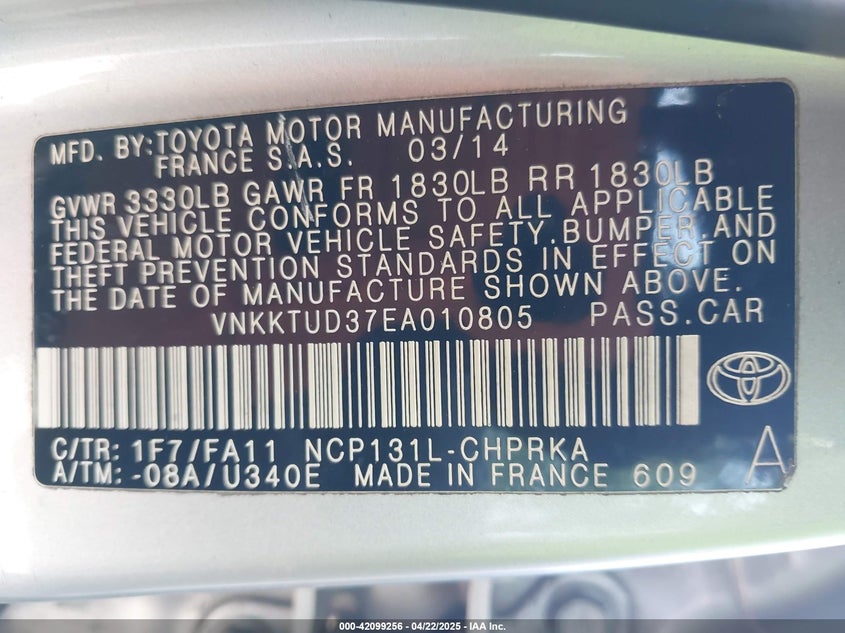 MFD. BY:TOYOTA MOTOR MANUFACTURING
FRANCE S.A.S. 03/14
GVWR 3330LB GAWR FR 1830LB RR 1830LB
THIS VEHICLE CONFORMS TO ALL APPLICABLE
FEDERAL MOTOR VEHICLE SAFETY,BUMPER,AND
THEFT PREVENTION STANDARDS IN EFFECT ON
THE DATE OF MANUFACTURE SHOWN ABOVE.
VNKKTUD37EA010805 PASS.CAR
C/TR: 1F7/FA11 NCP131L-CHPRKA
A/TM: -08A/U340E MADE IN FRANCE 609 A
000-42099256 - 04/22/2025 - IAA Inc.